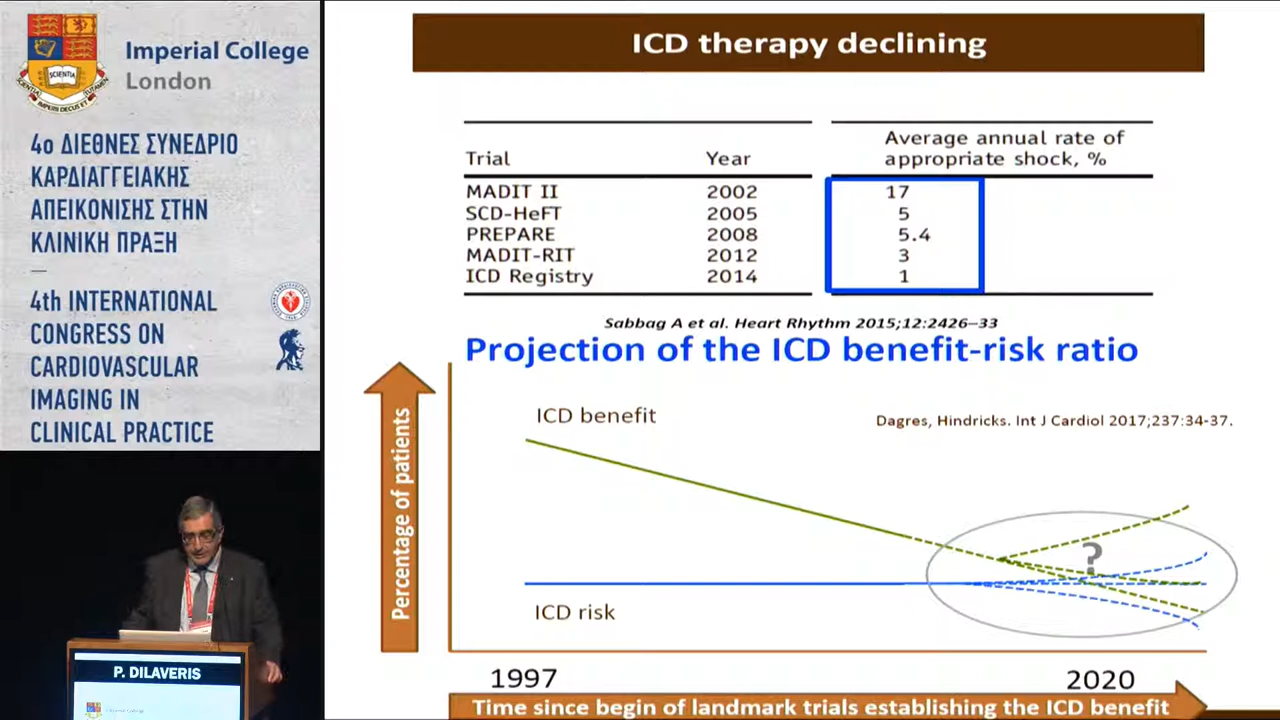 Imperial College
London
SCIENTIA
IMPERII DECUS ET TUTAMEN
4ο ΔΙΕΘΝΕΣ ΣΥΝΕΔΡΙΟ
ΚΑΡΔΙΑΓΓΕΙΑΚΗΣ
ΑΠΕΙΚΟΝΙΣΗΣ ΣΤΗΝ
ΚΛΙΝΙΚΗ ΠΡΑΞΗ
4th INTERNATIONAL
CONGRESS ON
CARDIOVASCULAR
IMAGING IN
CLINICAL PRACTICE
P. DILAVERIS
ICD therapy declining
Trial Year Average annual rate of
appropriate shock, %
MADIT II 2002 17
SCD-HeFT 2005 5
PREPARE 2008 5.4
MADIT-RIT 2012 3
ICD Registry 2014 1
Sabbag A et al. Heart Rhythm 2015;12:2426–33
Projection of the ICD benefit-risk ratio
Percentage of patients
ICD benefit
Dagres, Hindricks. Int J Cardiol 2017;237:34-37.
?
ICD risk
1997 2020
Time since begin of landmark trials establishing the ICD benefit